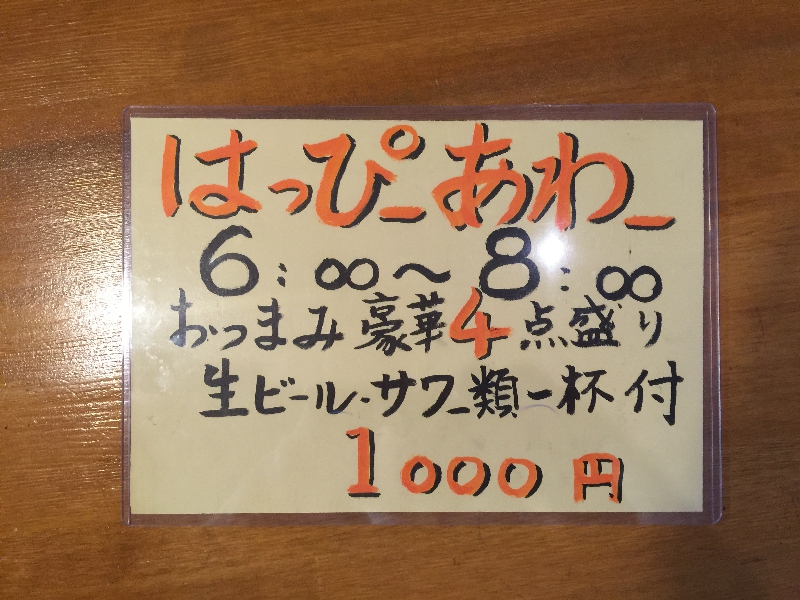 はっぴーあわー
6:00〜8:00
おつまみ豪華4点盛り
生ビール・サワー類一杯付
1000円